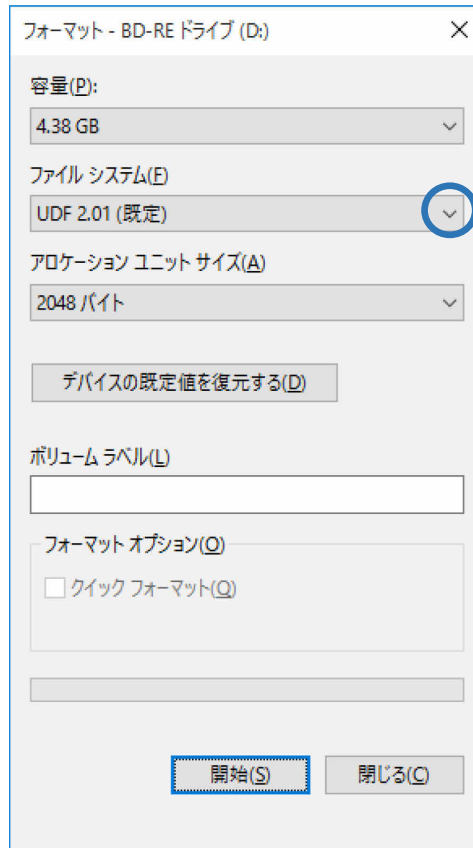 フォーマット - BD-RE ドライブ (D:)
容量(P):
4.38 GB
ファイル システム(F)
UDF 2.01 (既定)
アロケーション ユニット サイズ(A)
2048 バイト
デバイスの既定値を復元する(D)
ボリューム ラベル(L)
フォーマット オプション(O)
クイック フォーマット(Q)
開始(S)
閉じる(C)